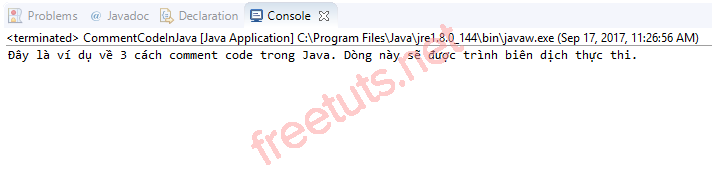 Problems @ Javadoc Declaration Console
<terminated> CommentCodeInJava [Java Application] C:\Program Files\Java\jre1.8.0_144\bin\javaw.exe (Sep 17, 2017, 11:26:56 AM)
Đây là ví dụ về 3 cách comment code trong Java. Dòng này sẽ được trình biên dịch thực thi.
freetuts.net